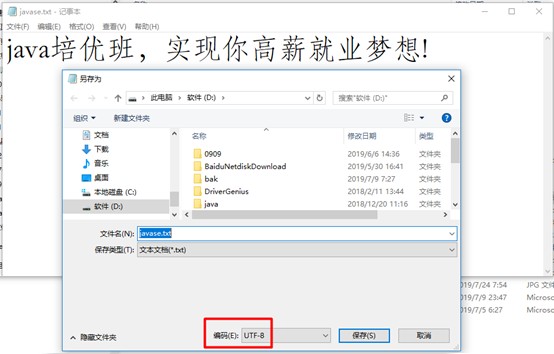 javase.txt - 记事本
文件(F) 编辑(E) 格式(O) 查看(V) 帮助(H)
java培优班，实现你高薪就业梦想!
另存为
此电脑 > 软件 (D:) >
搜索"软件 (D:)"
组织 新建文件夹
名称 修改日期 类型
文档
下载
音乐
桌面
本地磁盘 (C:)
软件 (D:)
0909 2019/6/6 14:36 文件夹
BaiduNetdiskDownload 2019/5/30 16:41 文件夹
bak 2019/7/9 7:27 文件夹
DriverGenius 2018/2/11 13:44 文件夹
java 2018/12/20 11:16 文件夹
文件名(N): javase.txt
保存类型(T): 文本文档(*.txt)
隐藏文件夹
编码(E): UTF-8
保存(S) 取消
2019/7/24 7:54 JPG 文件
2019/7/9 23:47 Microso
2019/7/5 6:27 Microso